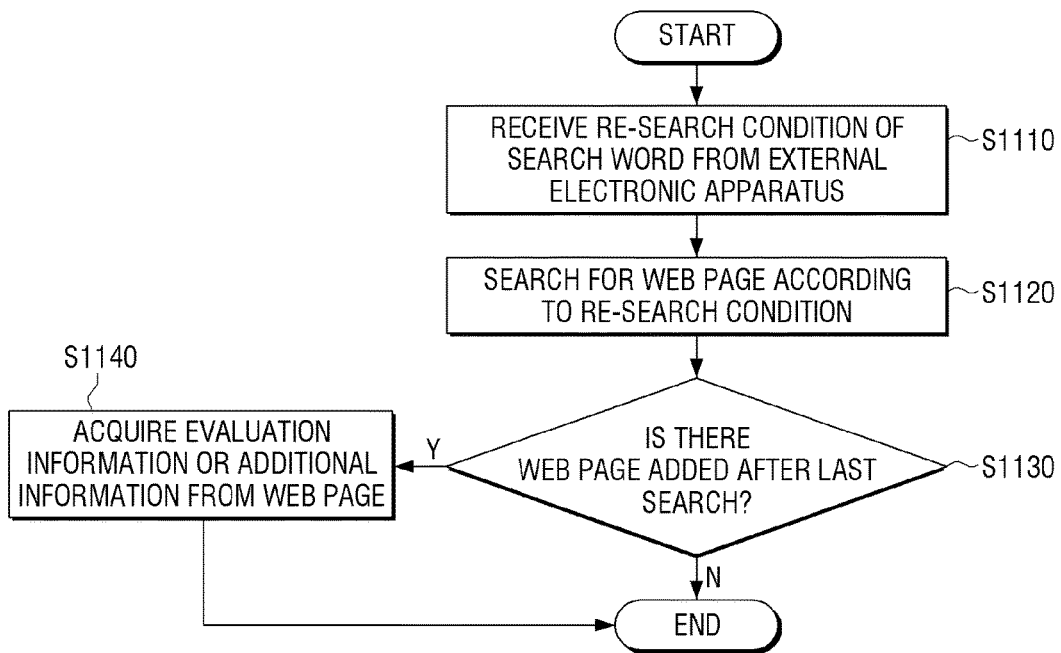 START
RECEIVE RE-SEARCH CONDITION OF
SEARCH WORD FROM EXTERNAL
ELECTRONIC APPARATUS
S1110
SEARCH FOR WEB PAGE ACCORDING
TO RE-SEARCH CONDITION
S1120
S1140
ACQUIRE EVALUATION
INFORMATION OR ADDITIONAL
INFORMATION FROM WEB PAGE
Y
IS THERE
WEB PAGE ADDED AFTER LAST
SEARCH?
S1130
N
END